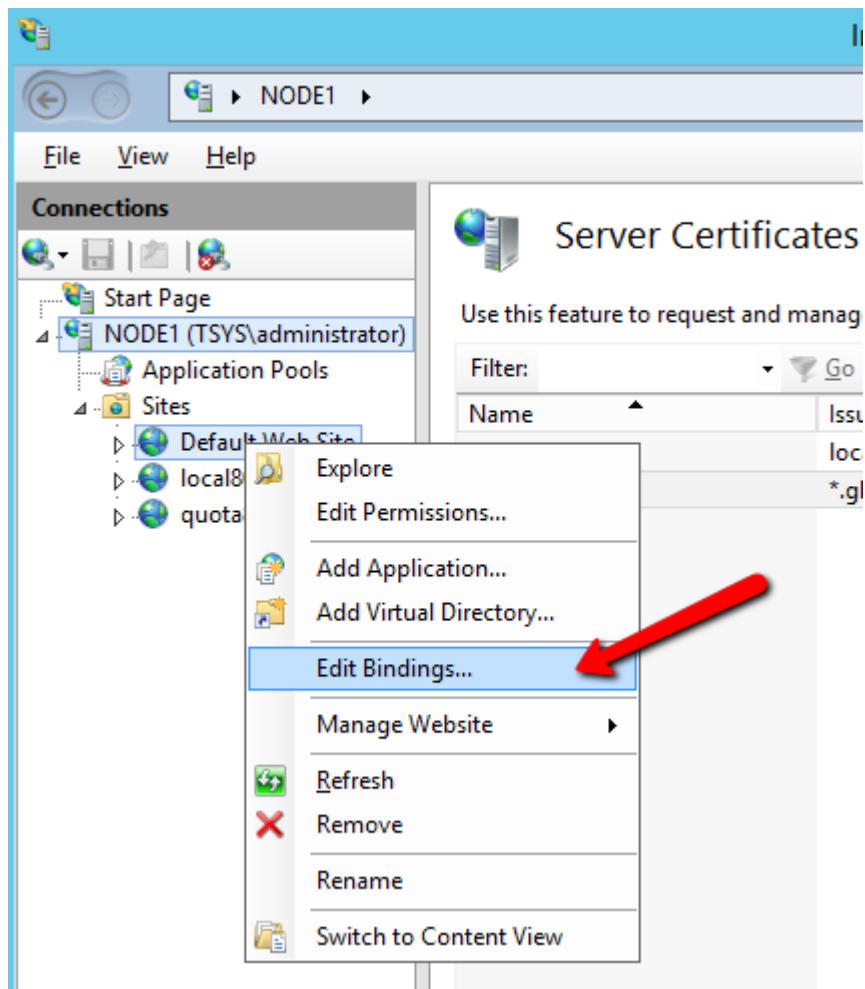 NODE1
File View Help
Connections
Server Certificates
Start Page
Use this feature to request and
NODE1 (TSYS\administrator)
Application Pools
Filter: Go
Sites
Name
Default Web Site
Explore
Edit Permissions...
Add Application...
Add Virtual Directory...
Edit Bindings...
Manage Website
Refresh
Remove
Rename
Switch to Content View